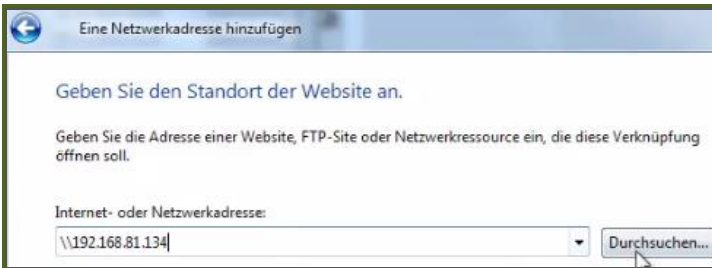 Eine Netzwerkadresse hinzufügen
Geben Sie den Standort der Website an.
Geben Sie die Adresse einer Website, FTP-Site oder Netzwerkressource ein, die diese Verknüpfung
öffnen soll.
Internet- oder Netzwerkadresse:
\\192.168.81.134 Durchsuchen...